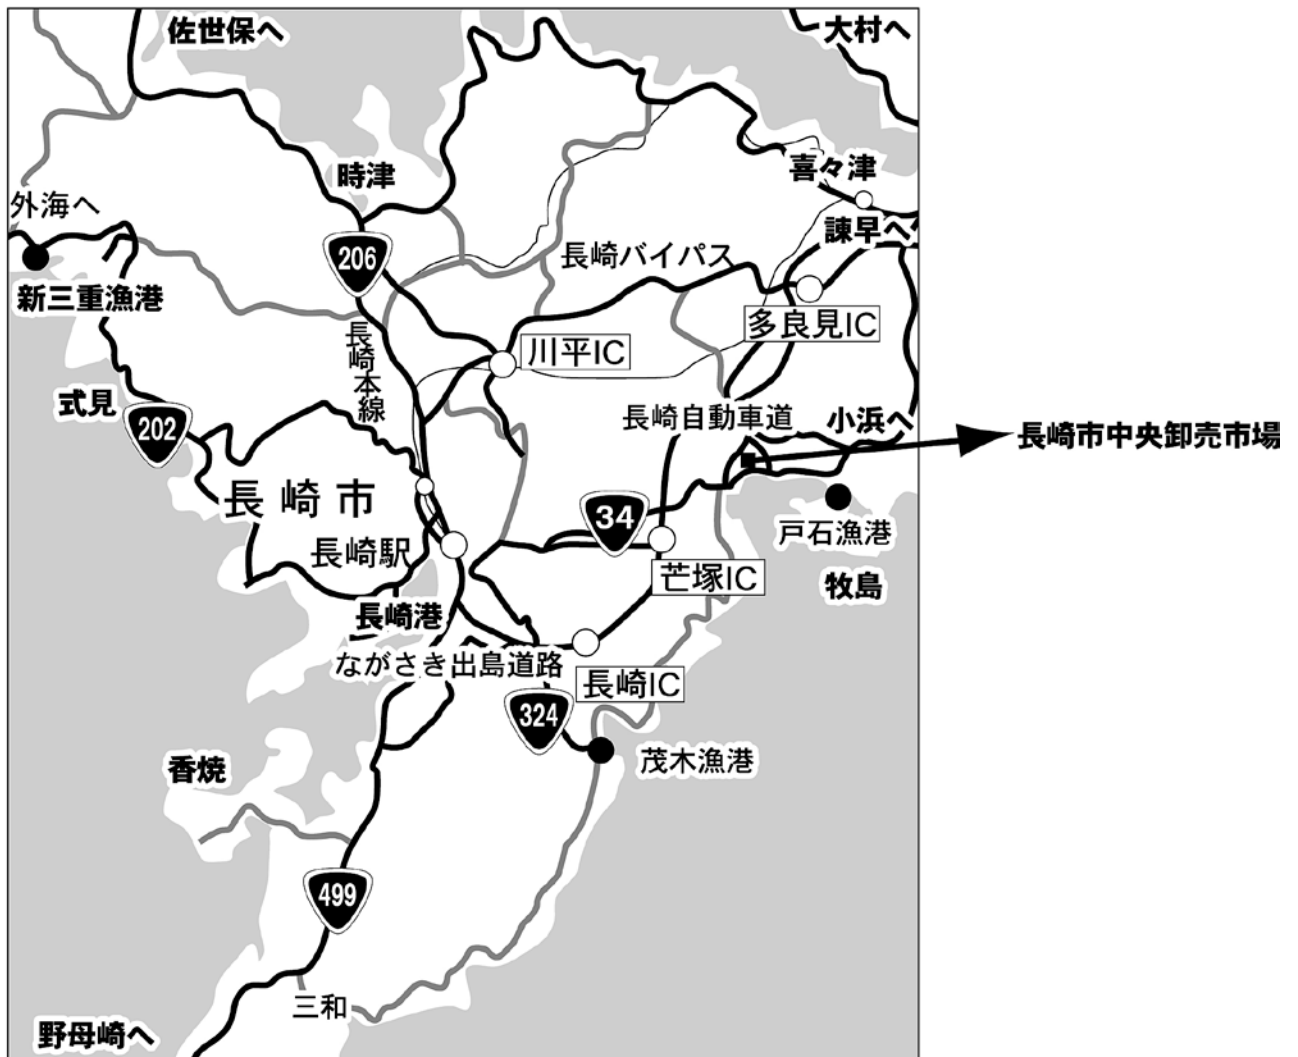 佐世保へ
大村へ
時津
喜々津
外海へ
諫早へ
206
長崎バイパス
新三重漁港
多良見IC
長崎本線
川平IC
式見
202
長崎自動車道
小浜へ
長崎市中央卸売市場
長崎市
34
戸石漁港
長崎駅
芒塚IC
牧島
長崎港
ながさき出島道路
長崎IC
324
茂木漁港
香焼
499
三和
野母崎へ